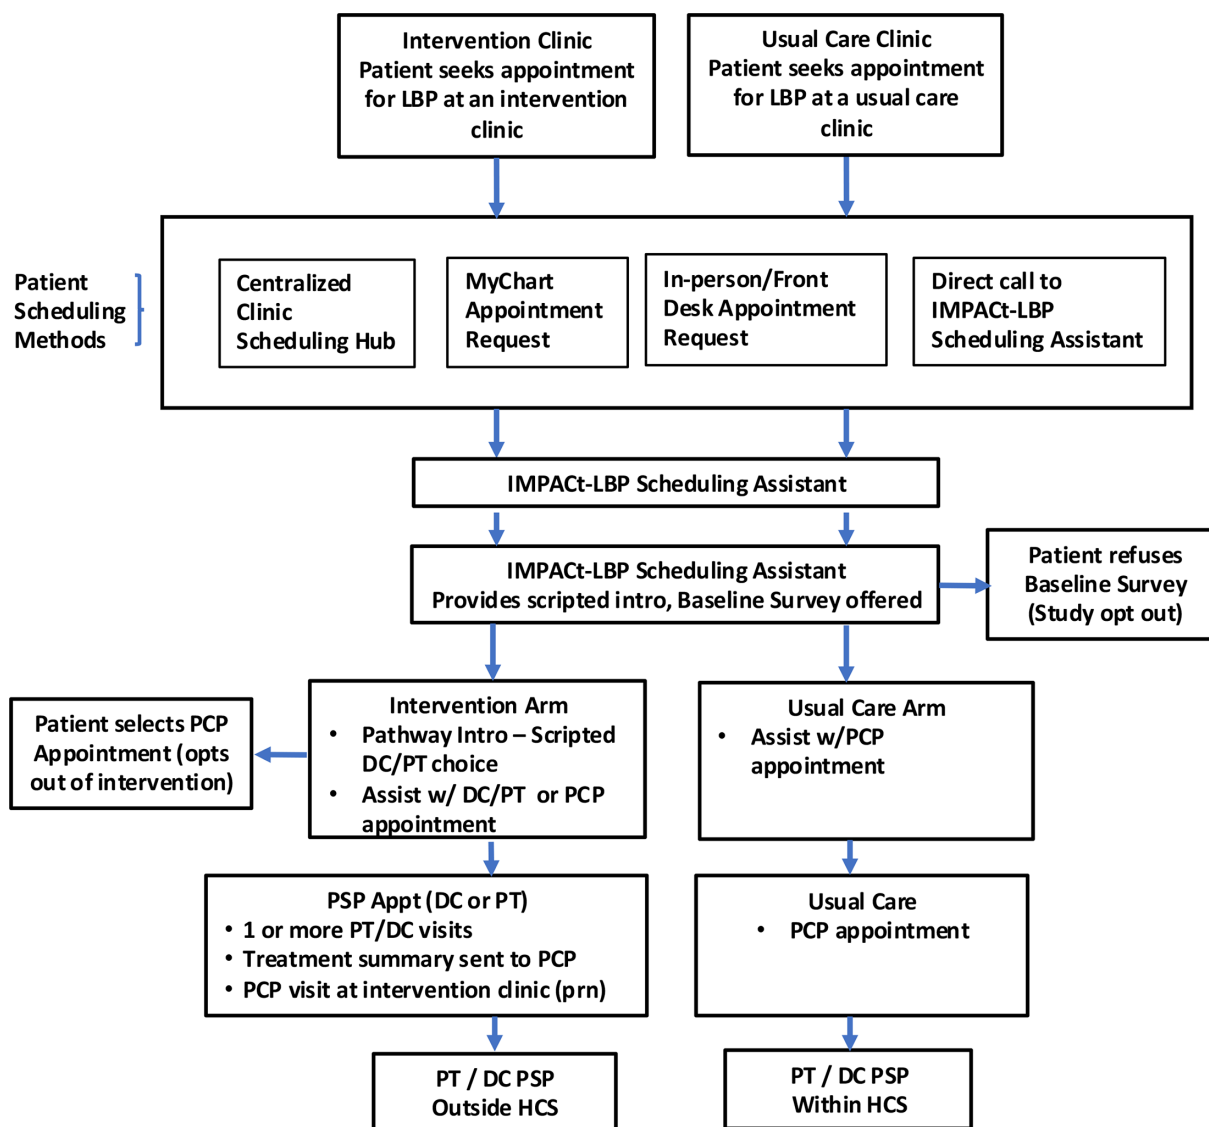 Intervention Clinic
Patient seeks appointment
for LBP at an intervention
clinic
Usual Care Clinic
Patient seeks appointment
for LBP at a usual care
clinic
Patient
Scheduling
Methods
Centralized
Clinic
Scheduling Hub
MyChart
Appointment
Request
In-person/Front
Desk Appointment
Request
Direct call to
IMPACt-LBP
Scheduling Assistant
IMPACt-LBP Scheduling Assistant
IMPACt-LBP Scheduling Assistant
Provides scripted intro, Baseline Survey offered
Patient refuses
Baseline Survey
(Study opt out)
Patient selects PCP
Appointment (opts
out of intervention)
Intervention Arm
• Pathway Intro – Scripted
DC/PT choice
• Assist w/ DC/PT or PCP
appointment
Usual Care Arm
• Assist w/PCP
appointment
PSP Appt (DC or PT)
• 1 or more PT/DC visits
• Treatment summary sent to PCP
• PCP visit at intervention clinic (prn)
Usual Care
• PCP appointment
PT / DC PSP
Outside HCS
PT / DC PSP
Within HCS